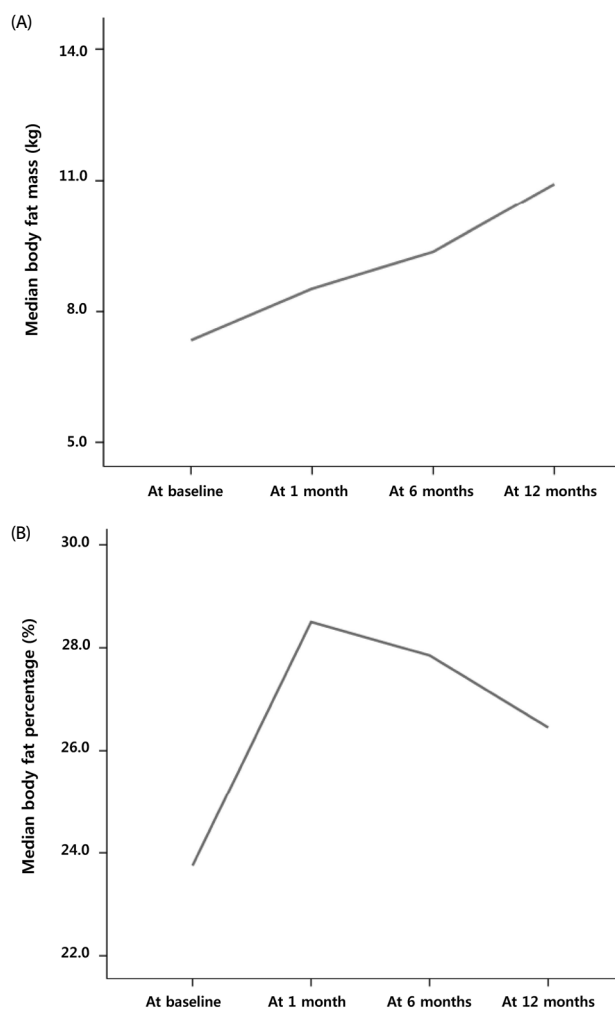 (A)
Median body fat mass (kg)
14.0
11.0
8.0
5.0
At baseline At 1 month At 6 months At 12 months
(B)
Median body fat percentage (%)
30.0
28.0
26.0
24.0
22.0
At baseline At 1 month At 6 months At 12 months